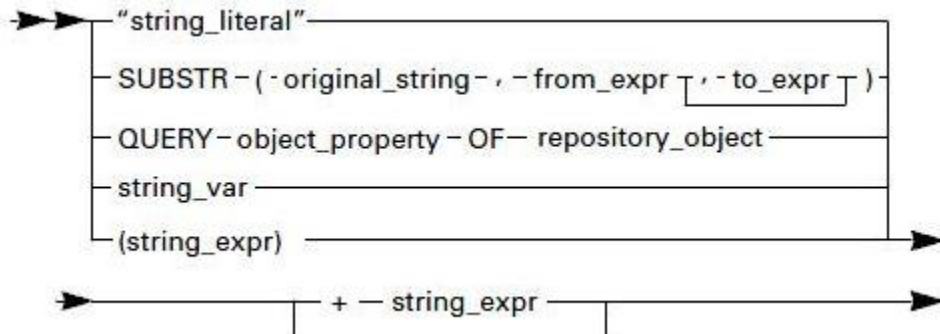 “string_literal”
SUBSTR ( original_string , from_expr , to_expr )
QUERY object_property OF repository_object
string_var
(string_expr)
+ string_expr